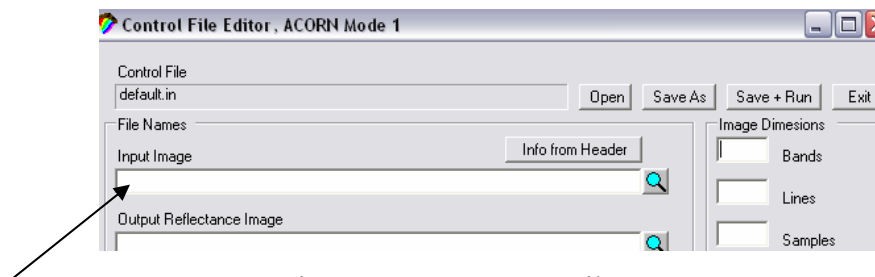 Control File Editor, ACORN Mode 1
Control File
default.in
Open Save As Save + Run Exit
File Names
Image Dimesions
Input Image
Info from Header
Bands
Lines
Output Reflectance Image
Samples